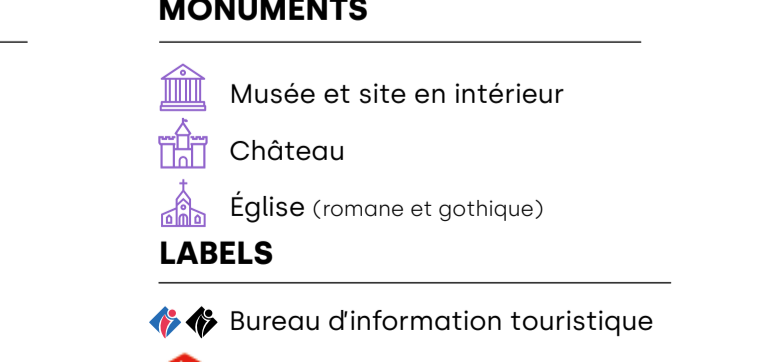 MONUMENTS
Musée et site en intérieur
Château
Église (romane et gothique)
LABELS
Bureau d'information touristique